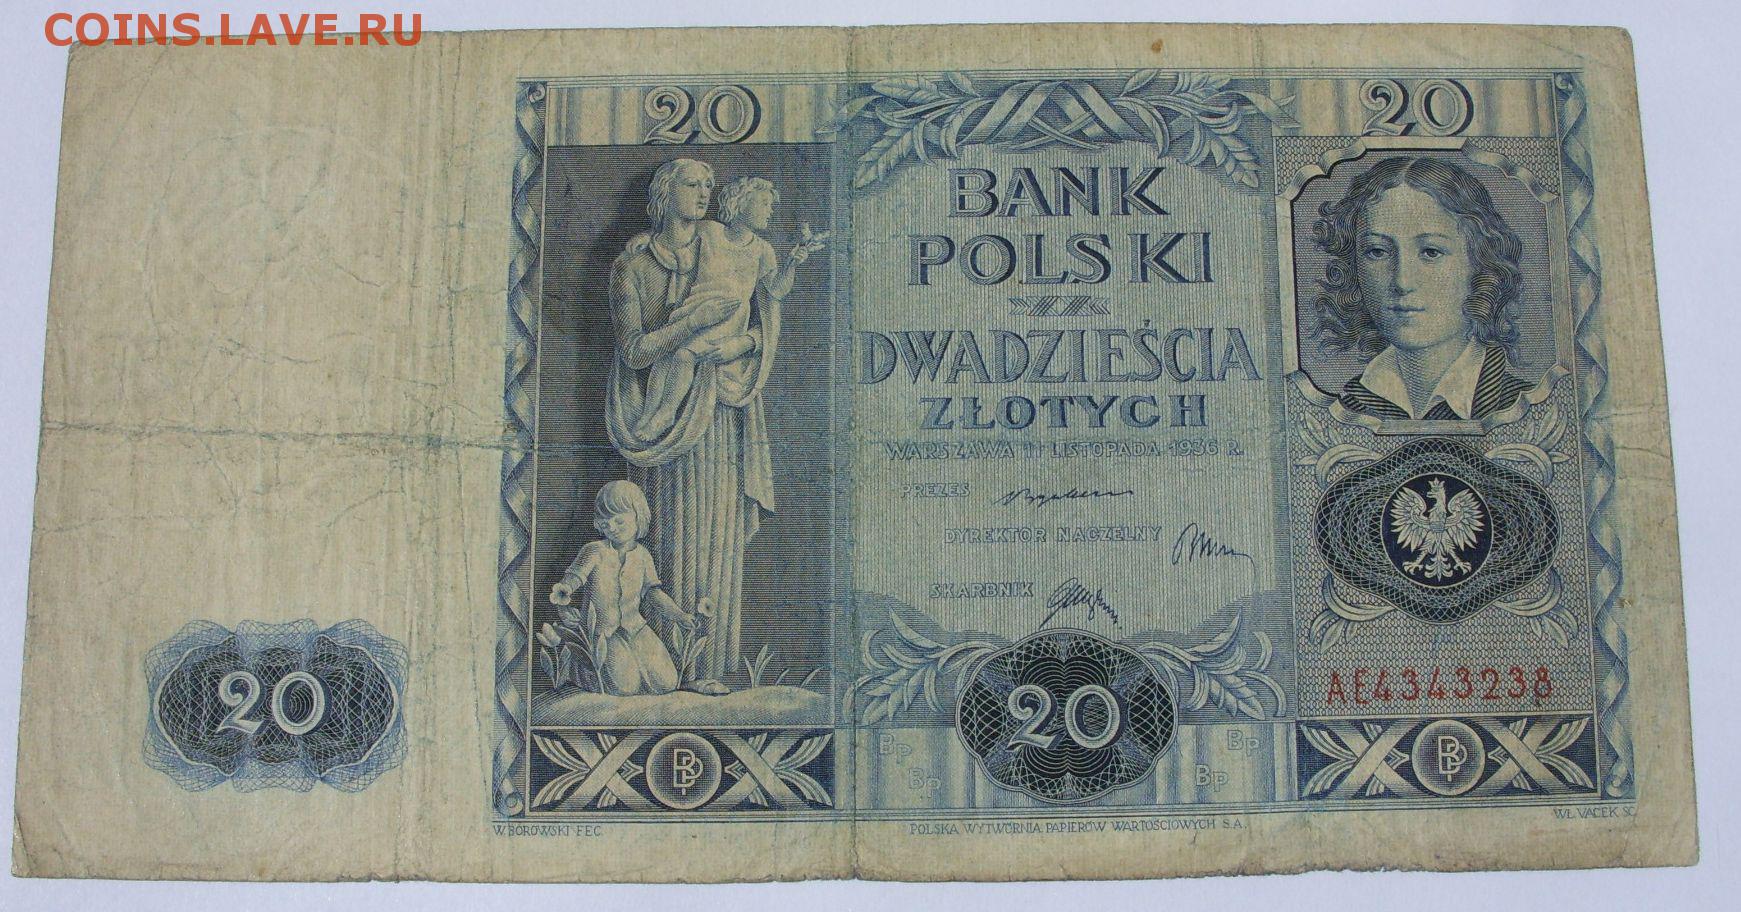 COINS.LAVE.RU
20
20
BANK
POLSKI
DWADZIEŚCIA
ZŁOTYCH
WARSZAWA 11 LISTOPADA 1936 R.
PREZES
DYREKTOR NACZELNY
SKARBNIK
AE4343238
20
20
BP
BP
BP
BP
BP
BP
W.BOROWSKI FEC.
POLSKA WYTWÓRNIA PAPIERÓW WARTOŚCIOWYCH S.A.
WŁ.VACEK SC.